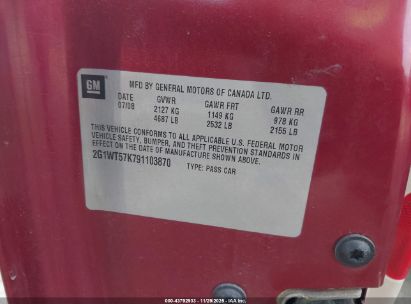 GM
MFD BY GENERAL MOTORS OF CANADA LTD.
DATE GVWR GAWR FRT GAWR RR
07/08 2127 KG 1149 KG 978 KG
4687 LB 2532 LB 2155 LB
THIS VEHICLE CONFORMS TO ALL APPLICABLE U.S. FEDERAL MOTOR
VEHICLE SAFETY, BUMPER, AND THEFT PREVENTION STANDARDS IN
EFFECT ON THE DATE OF MANUFACTURE SHOWN ABOVE.
2G1WT57K791103870 TYPE: PASS CAR